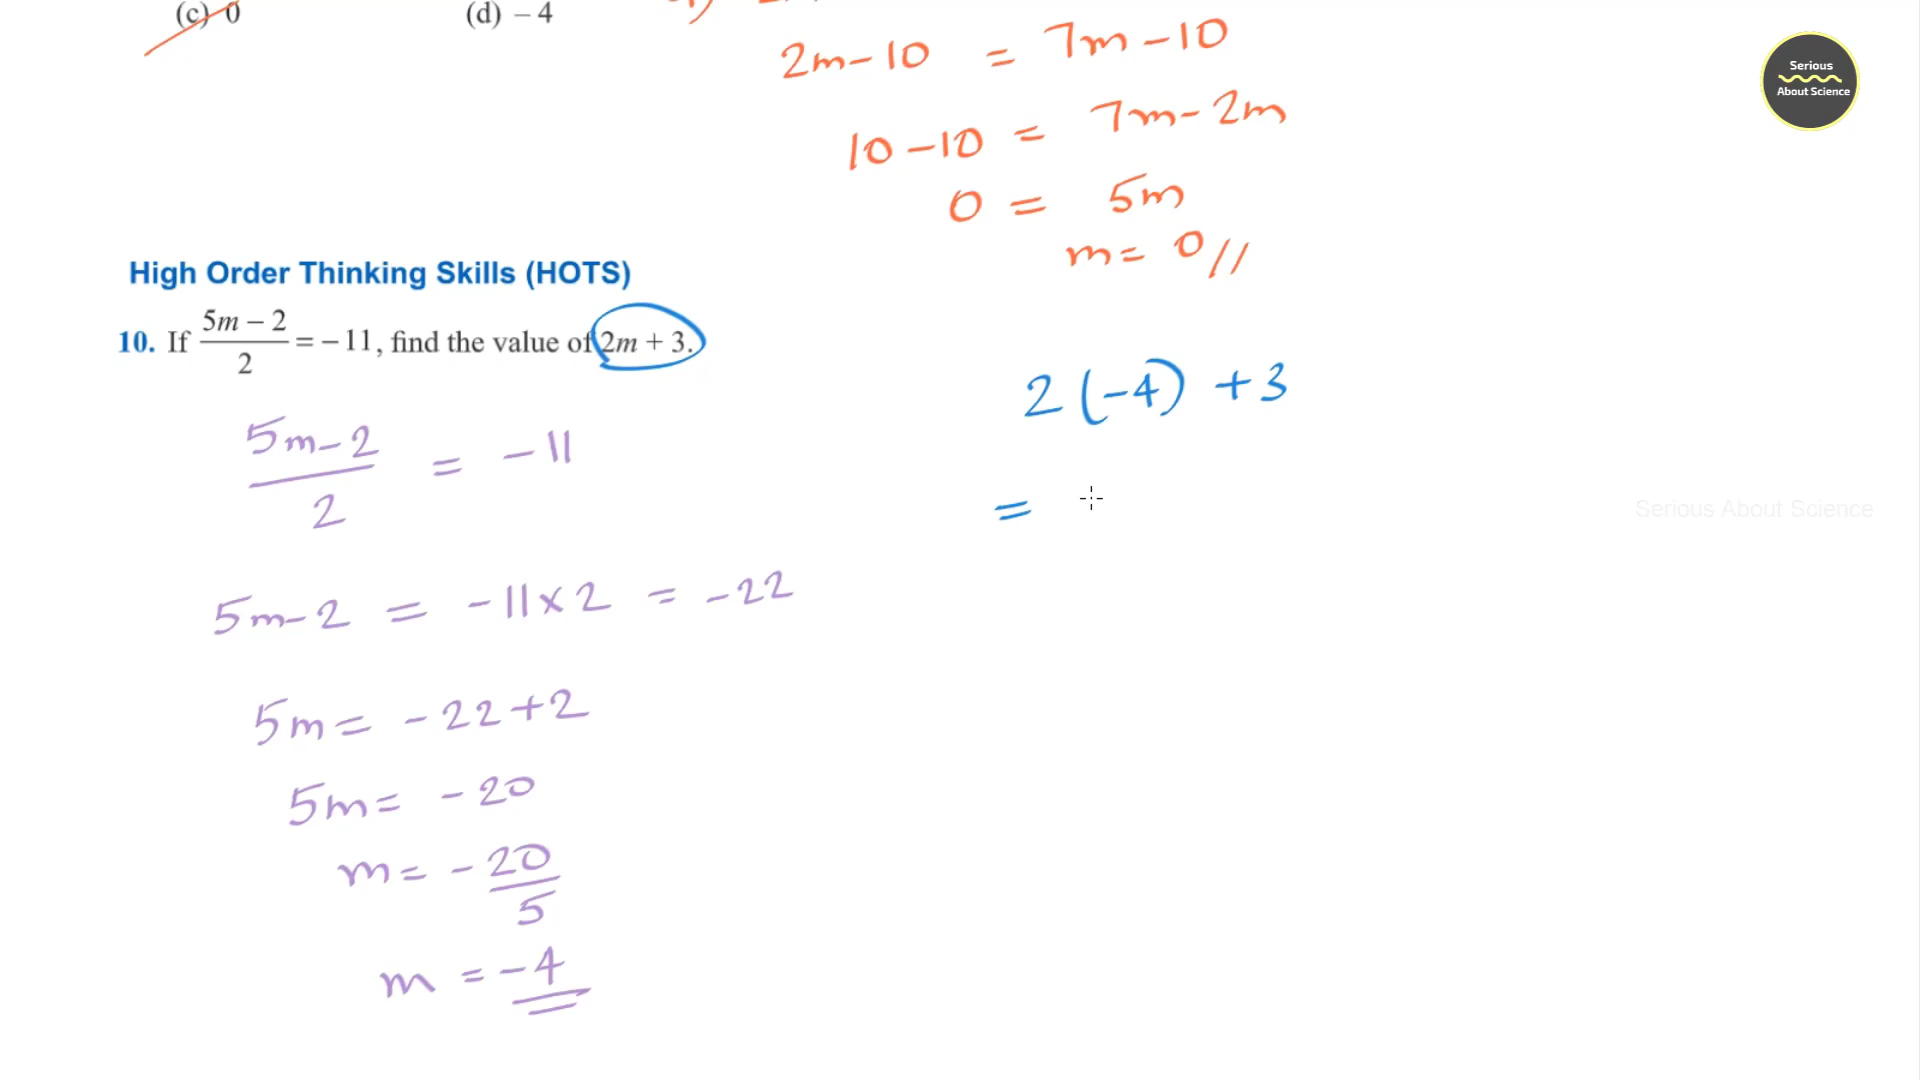 (c) 0 (d) – 4
2m – 10 = 7m – 10
10 – 10 = 7m – 2m
0 = 5m
m = 0 //
Serious
About Science
High Order Thinking Skills (HOTS)
10. If (5m – 2)/2 = – 11, find the value of 2m + 3.
(5m – 2)/2 = – 11
5m – 2 = – 11 × 2 = – 22
5m = – 22 + 2
5m = – 20
m = – 20/5
m = – 4
2 (–4) + 3
=
Serious About Science